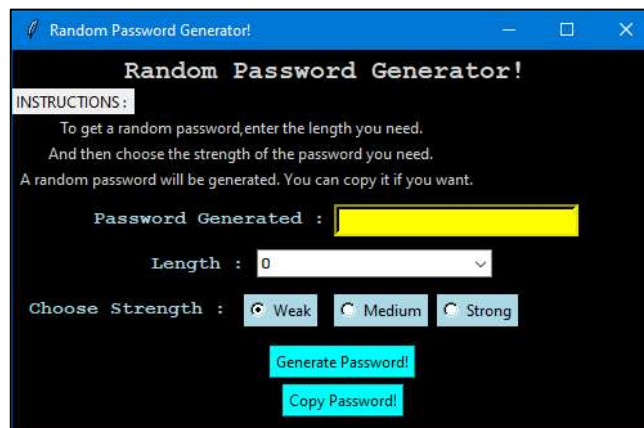 Random Password Generator!
Random Password Generator!
INSTRUCTIONS :
To get a random password,enter the length you need.
And then choose the strength of the password you need.
A random password will be generated. You can copy it if you want.
Password Generated :
Length : 0
Choose Strength : Weak Medium Strong
Generate Password!
Copy Password!